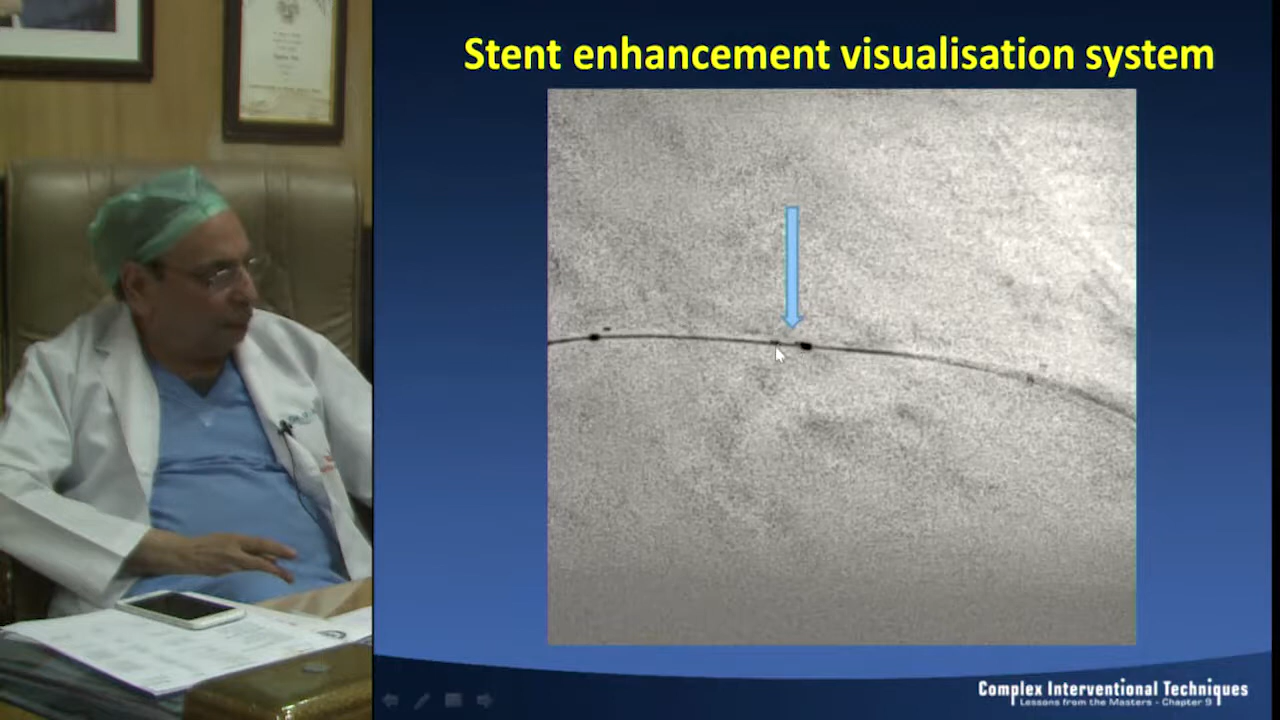 Stent enhancement visualisation system
Complex Interventional Techniques
Lessons from the Masters - Chapter 9